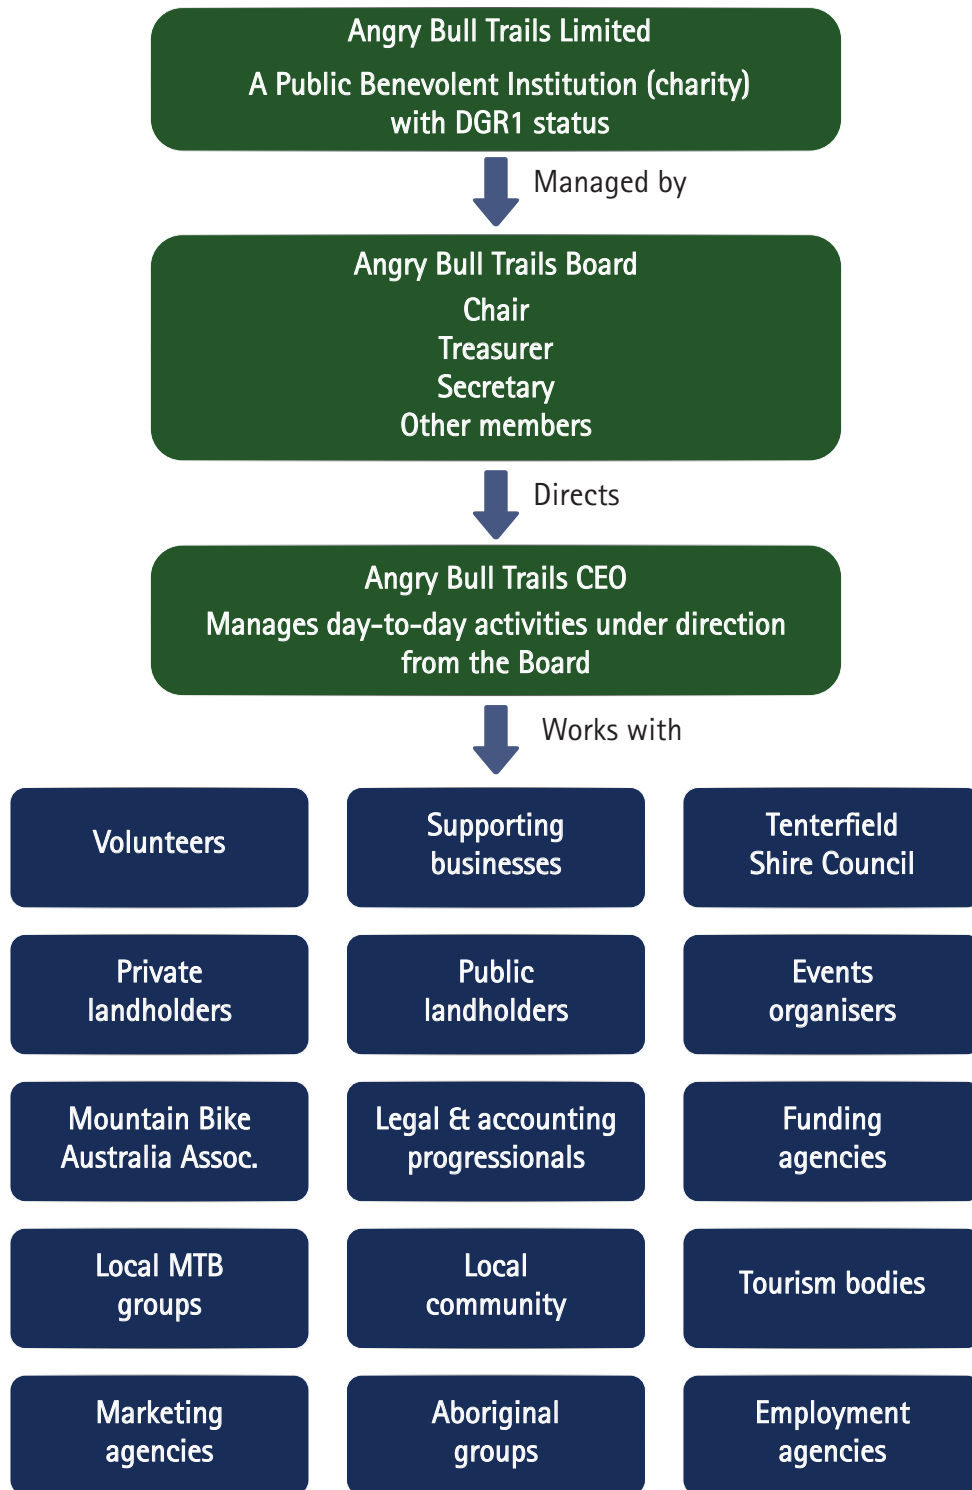 Angry Bull Trails Limited
A Public Benevolent Institution (charity)
with DGR1 status
Managed by
Angry Bull Trails Board
Chair
Treasurer
Secretary
Other members
Directs
Angry Bull Trails CEO
Manages day-to-day activities under direction
from the Board
Works with
Volunteers
Supporting
businesses
Tenterfield
Shire Council
Private
landholders
Public
landholders
Events
organisers
Mountain Bike
Australia Assoc.
Legal & accounting
progressionals
Funding
agencies
Local MTB
groups
Local
community
Tourism bodies
Marketing
agencies
Aboriginal
groups
Employment
agencies